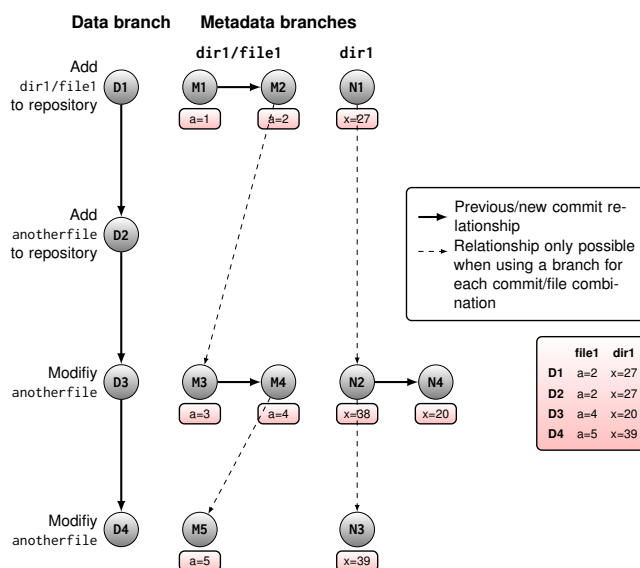 Data branch Metadata branches
dir1/file1 dir1
Add
dir1/file1
to repository
D1 M1 M2 N1
a=1 a=2 x=27
Previous/new commit re-
lationship
Relationship only possible
when using a branch for
each commit/file combi-
nation
Add
anotherfile
to repository
D2
file1 dir1
D1 a=2 x=27
D2 a=2 x=27
D3 a=4 x=20
D4 a=5 x=39
Modifiy
anotherfile
D3 M3 M4 N2 N4
a=3 a=4 x=38 x=20
Modifiy
anotherfile
D4 M5 N3
a=5 x=39